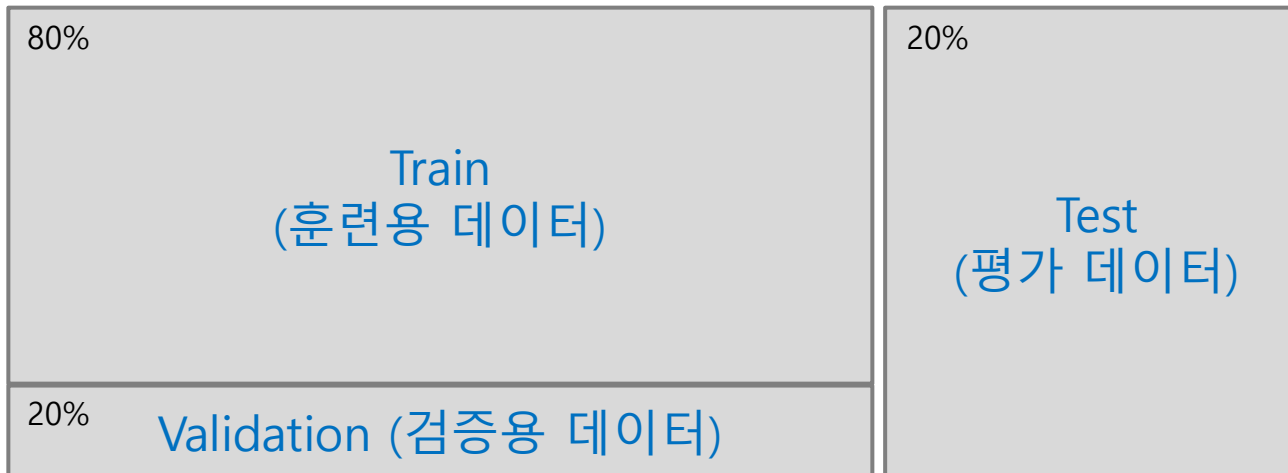 80%
Train
(훈련용 데이터)
20%
Validation (검증용 데이터)
20%
Test
(평가 데이터)